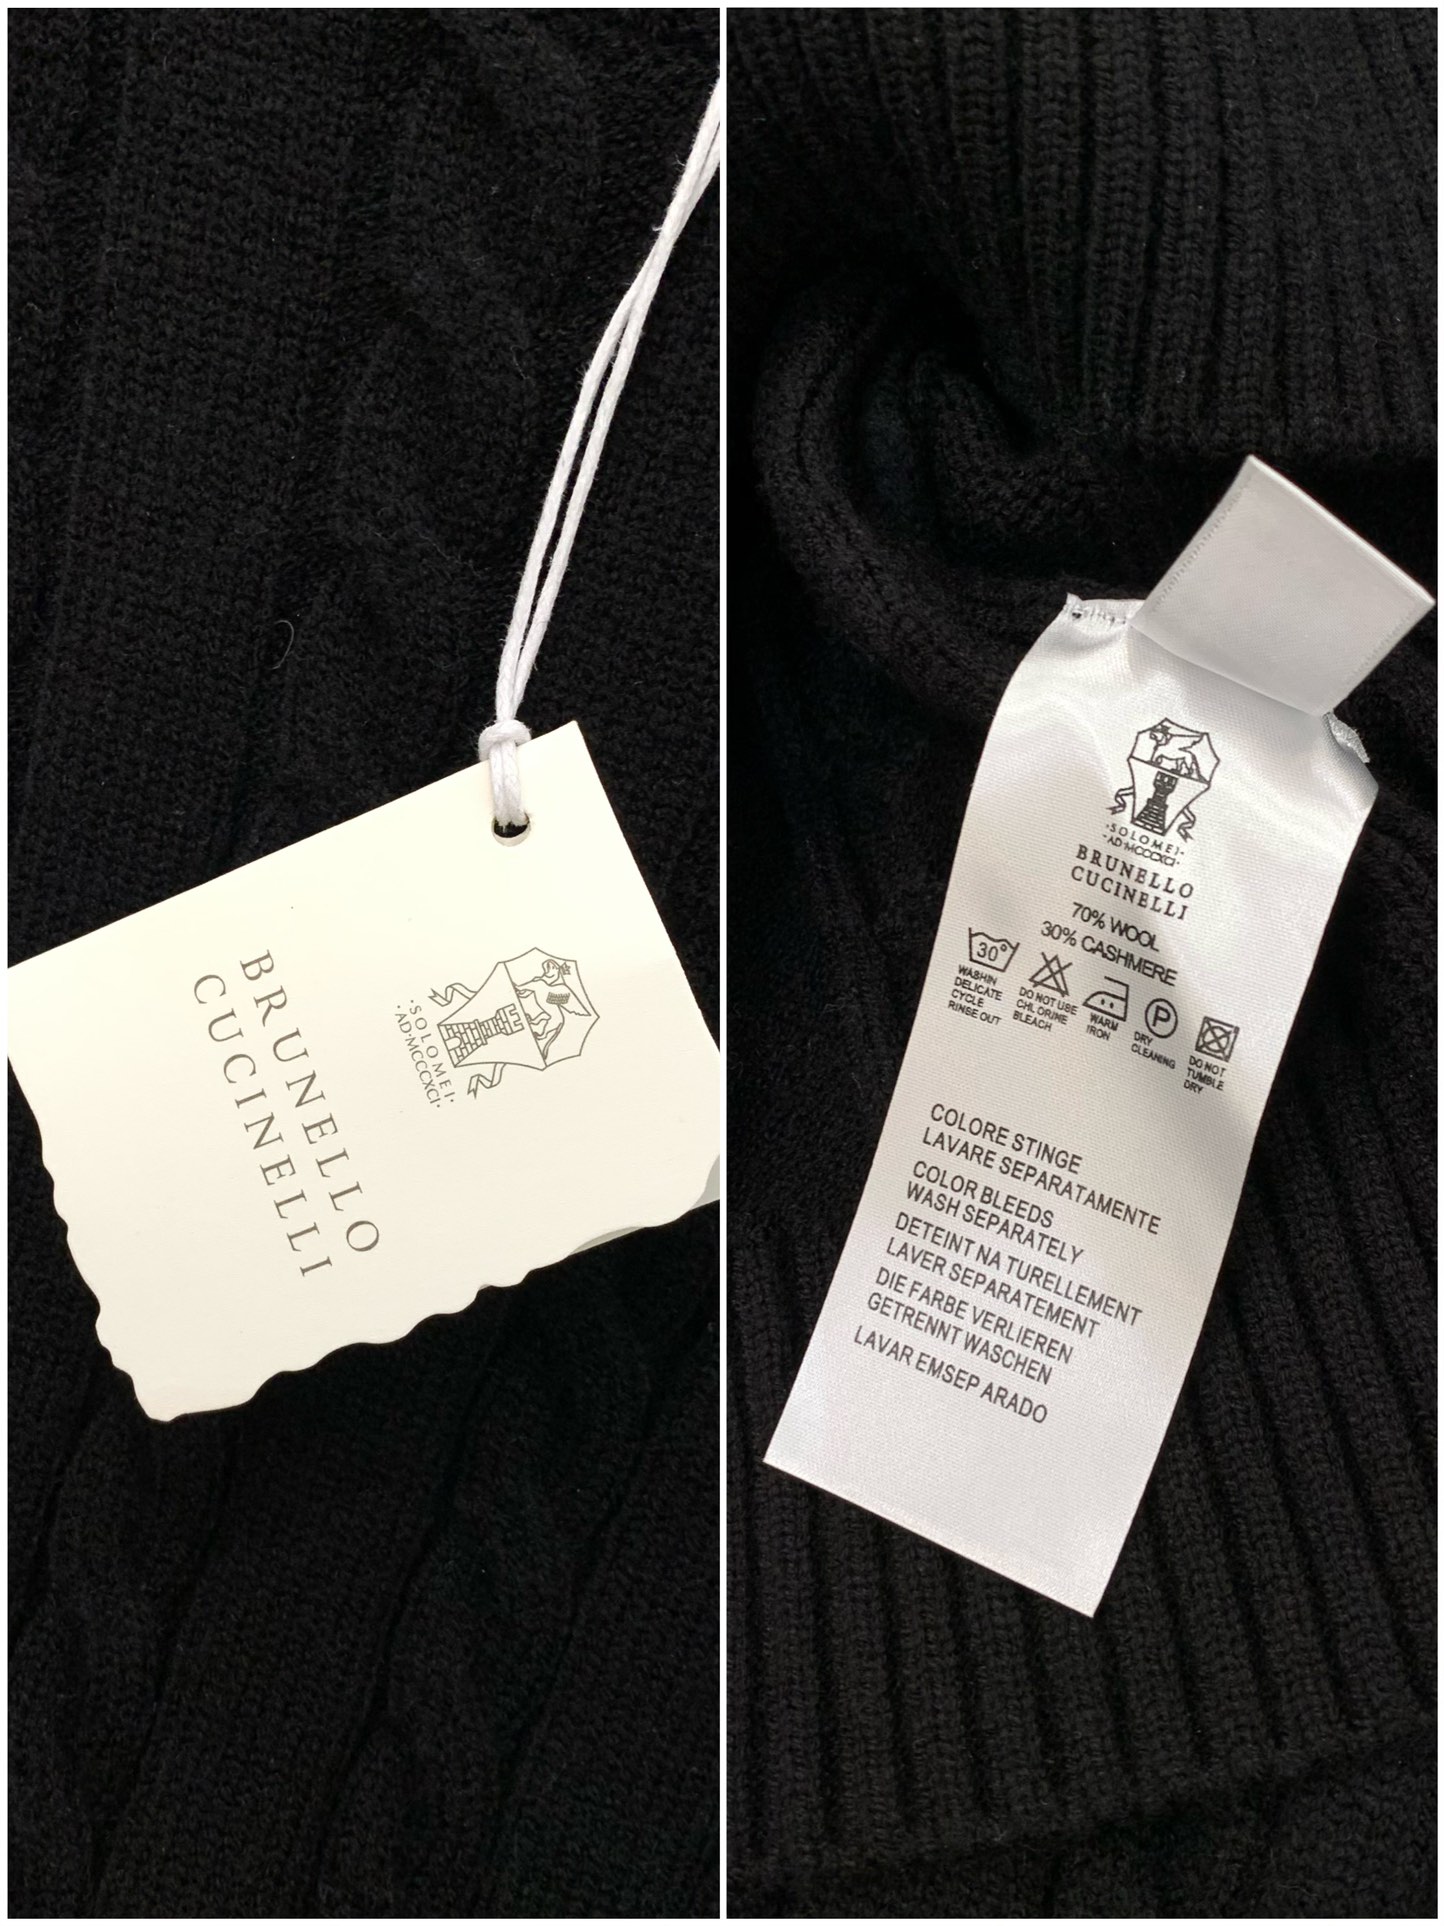 BRUNELLO
CUCINELLI
·SOLOMEI·
·AD·MCCCXCI·
·SOLOMEI·
·AD·MCCCXCI·
BRUNELLO
CUCINELLI
70% WOOL
30% CASHMERE
30°
WASHIN
DELICATE
CYCLE
RINSE OUT
DO NOT USE
CHLORINE
BLEACH
WARM
IRON
P
DRY
CLEANING
DO NOT
TUMBLE
DRY
COLORE STINGE
LAVARE SEPARATAMENTE
COLOR BLEEDS
WASH SEPARATELY
DETEINT NA TURELLEMENT
LAVER SEPARATEMENT
DIE FARBE VERLIEREN
GETRENNT WASCHEN
LAVAR EMSEP ARADO